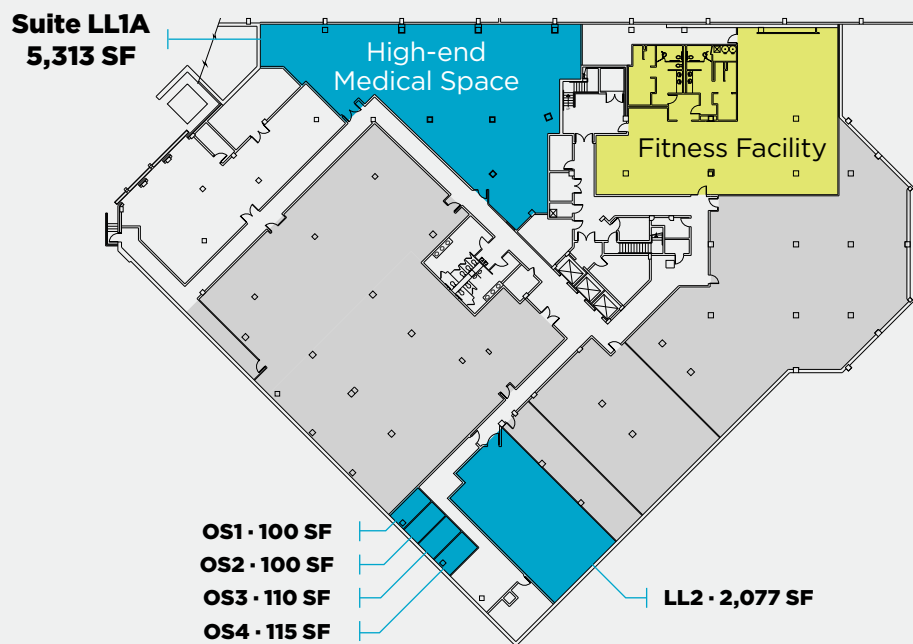 Suite LL1A
5,313 SF
High-end
Medical Space
Fitness Facility
OS1 · 100 SF
OS2 · 100 SF
OS3 · 110 SF
OS4 · 115 SF
LL2 · 2,077 SF